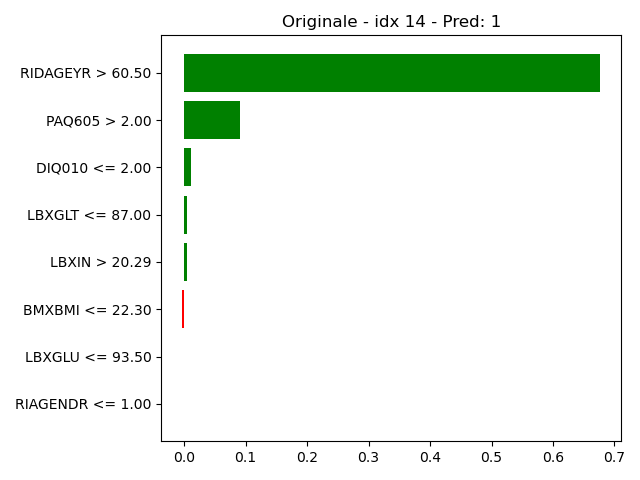 Originale - idx 14 - Pred: 1
RIDAGEYR > 60.50
PAQ605 > 2.00
DIQ010 <= 2.00
LBXGLT <= 87.00
LBXIN > 20.29
BMXBMI <= 22.30
LBXGLU <= 93.50
RIAGENDR <= 1.00
0.0 0.1 0.2 0.3 0.4 0.5 0.6 0.7